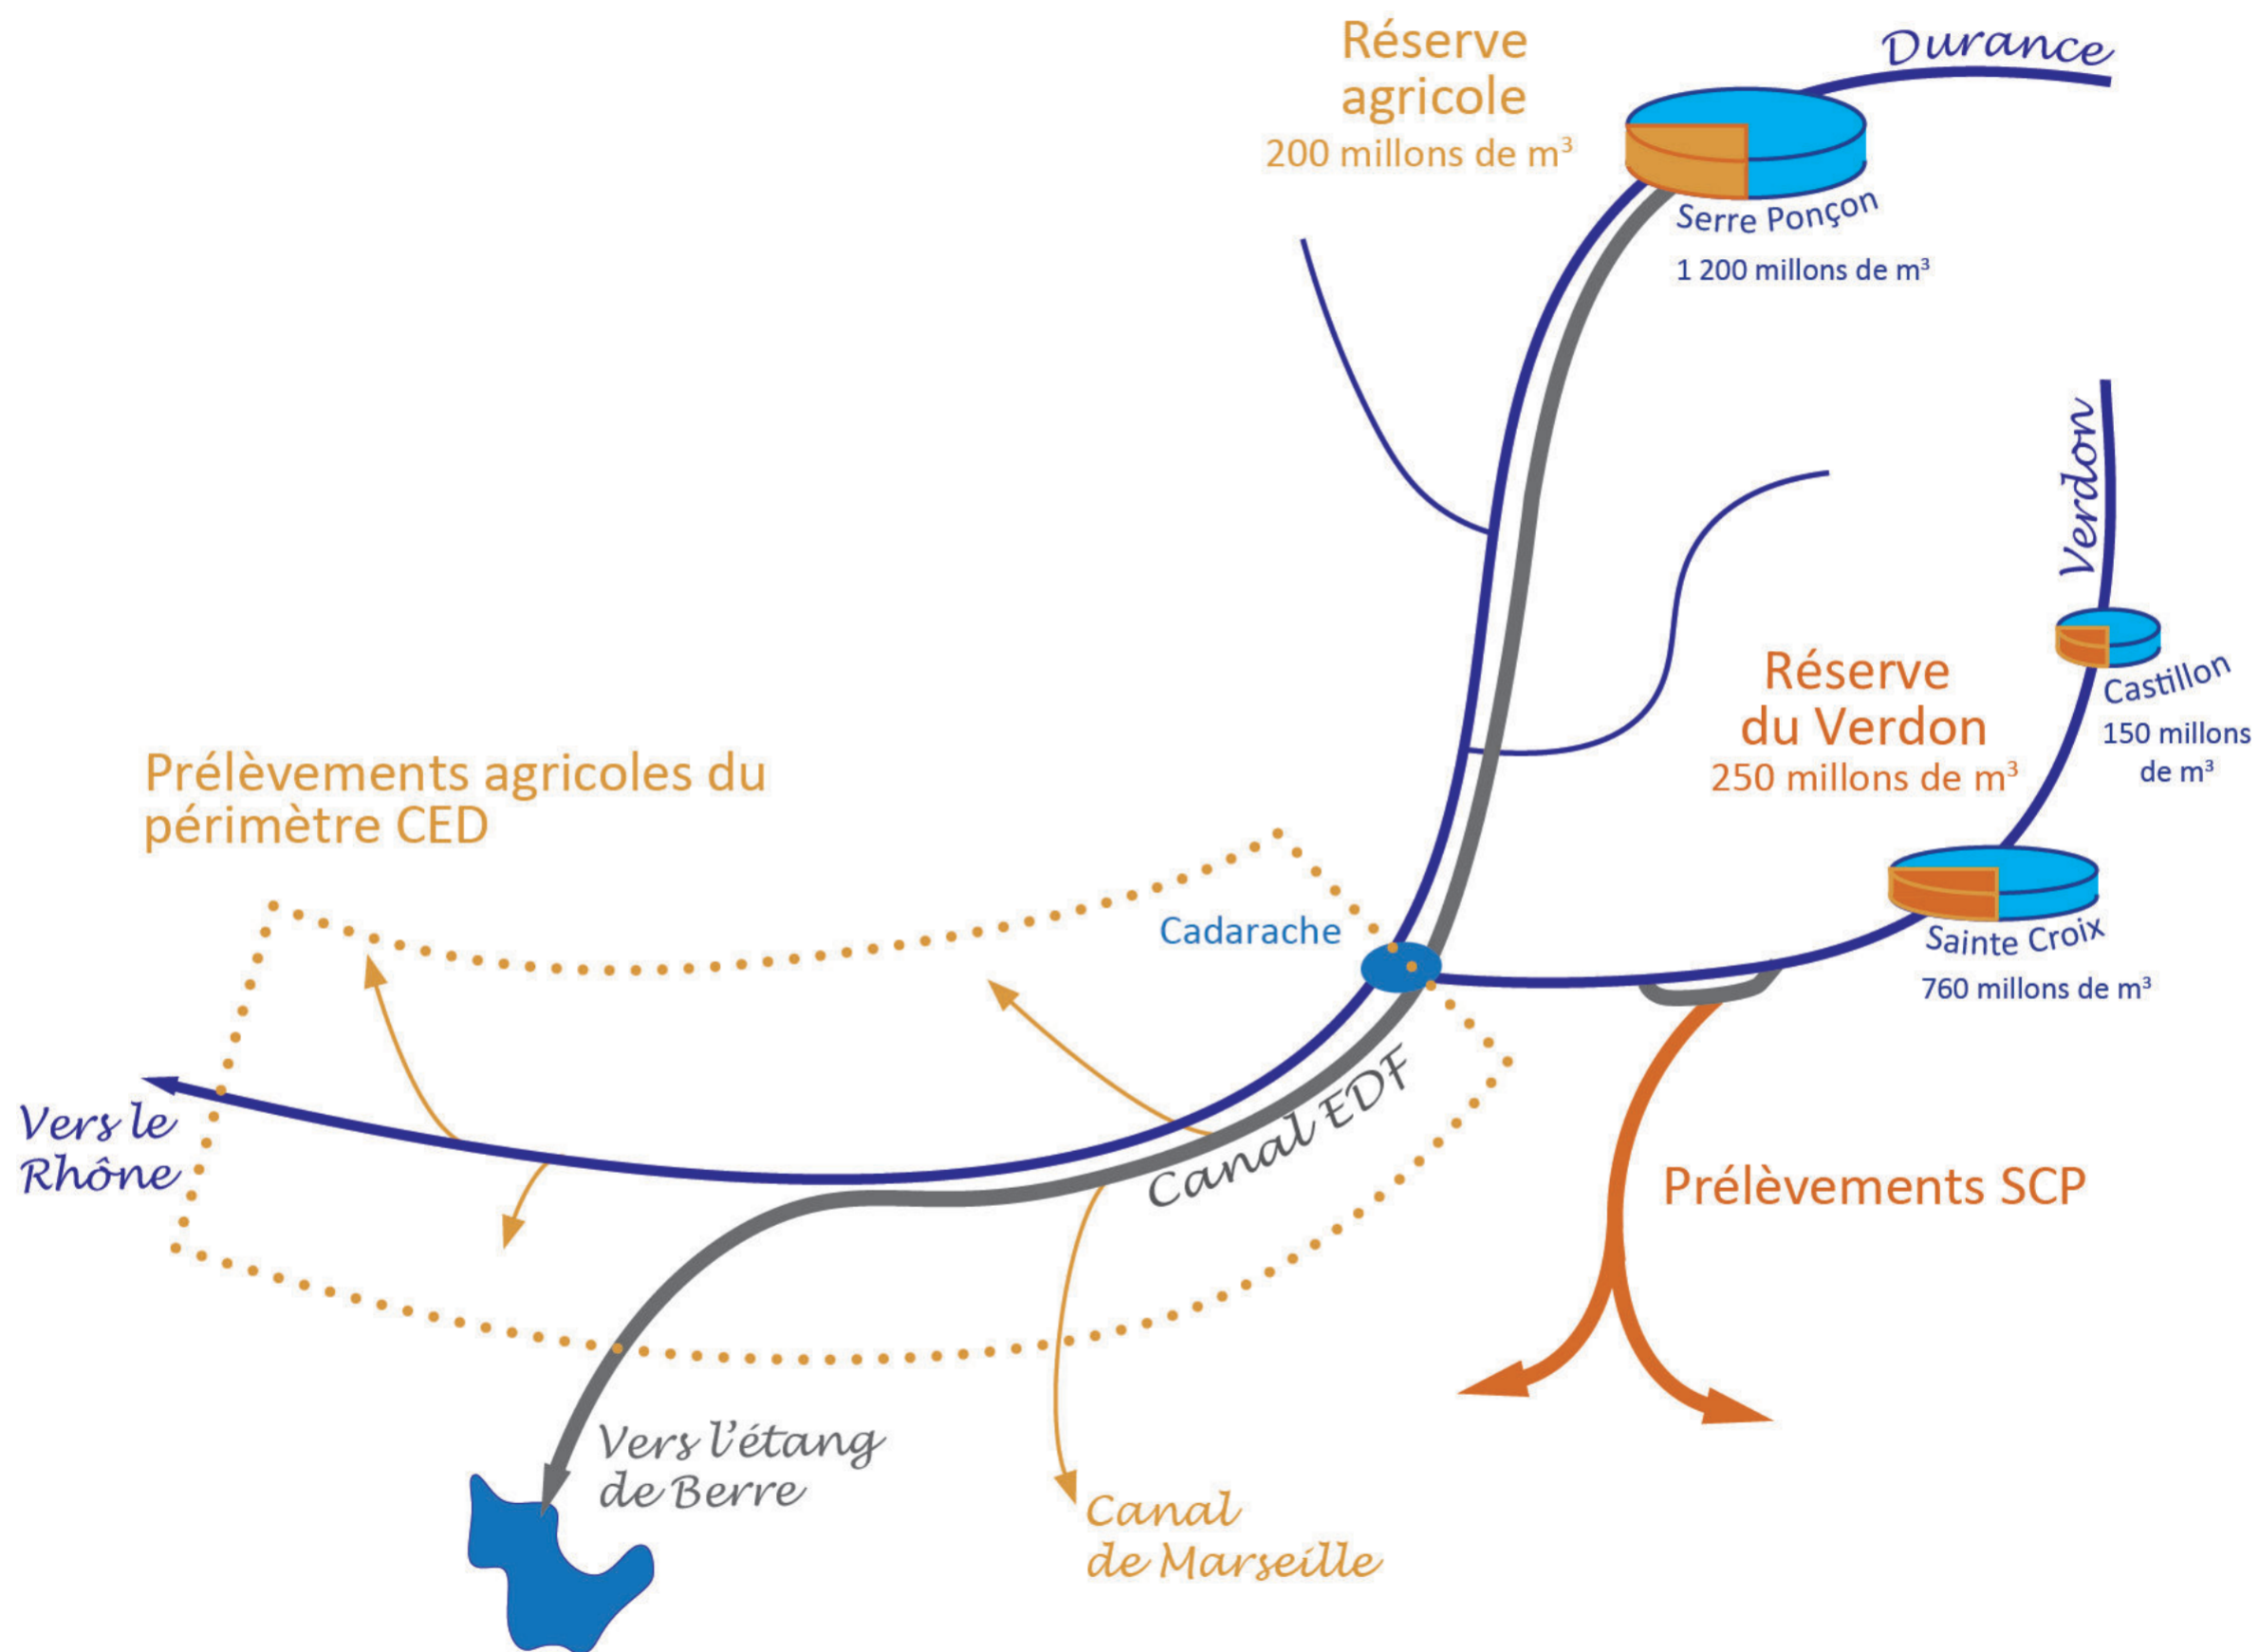 Durance
Réserve
agricole
200 millons de m³
Serre Ponçon
1 200 millons de m³
Verdon
Castillon
150 millons
de m³
Réserve
du Verdon
250 millons de m³
Sainte Croix
760 millons de m³
Prélèvements agricoles du
périmètre CED
Cadarache
Canal EDF
Vers le
Rhône
Prélèvements SCP
Vers l'étang
de Berre
Canal
de Marseille